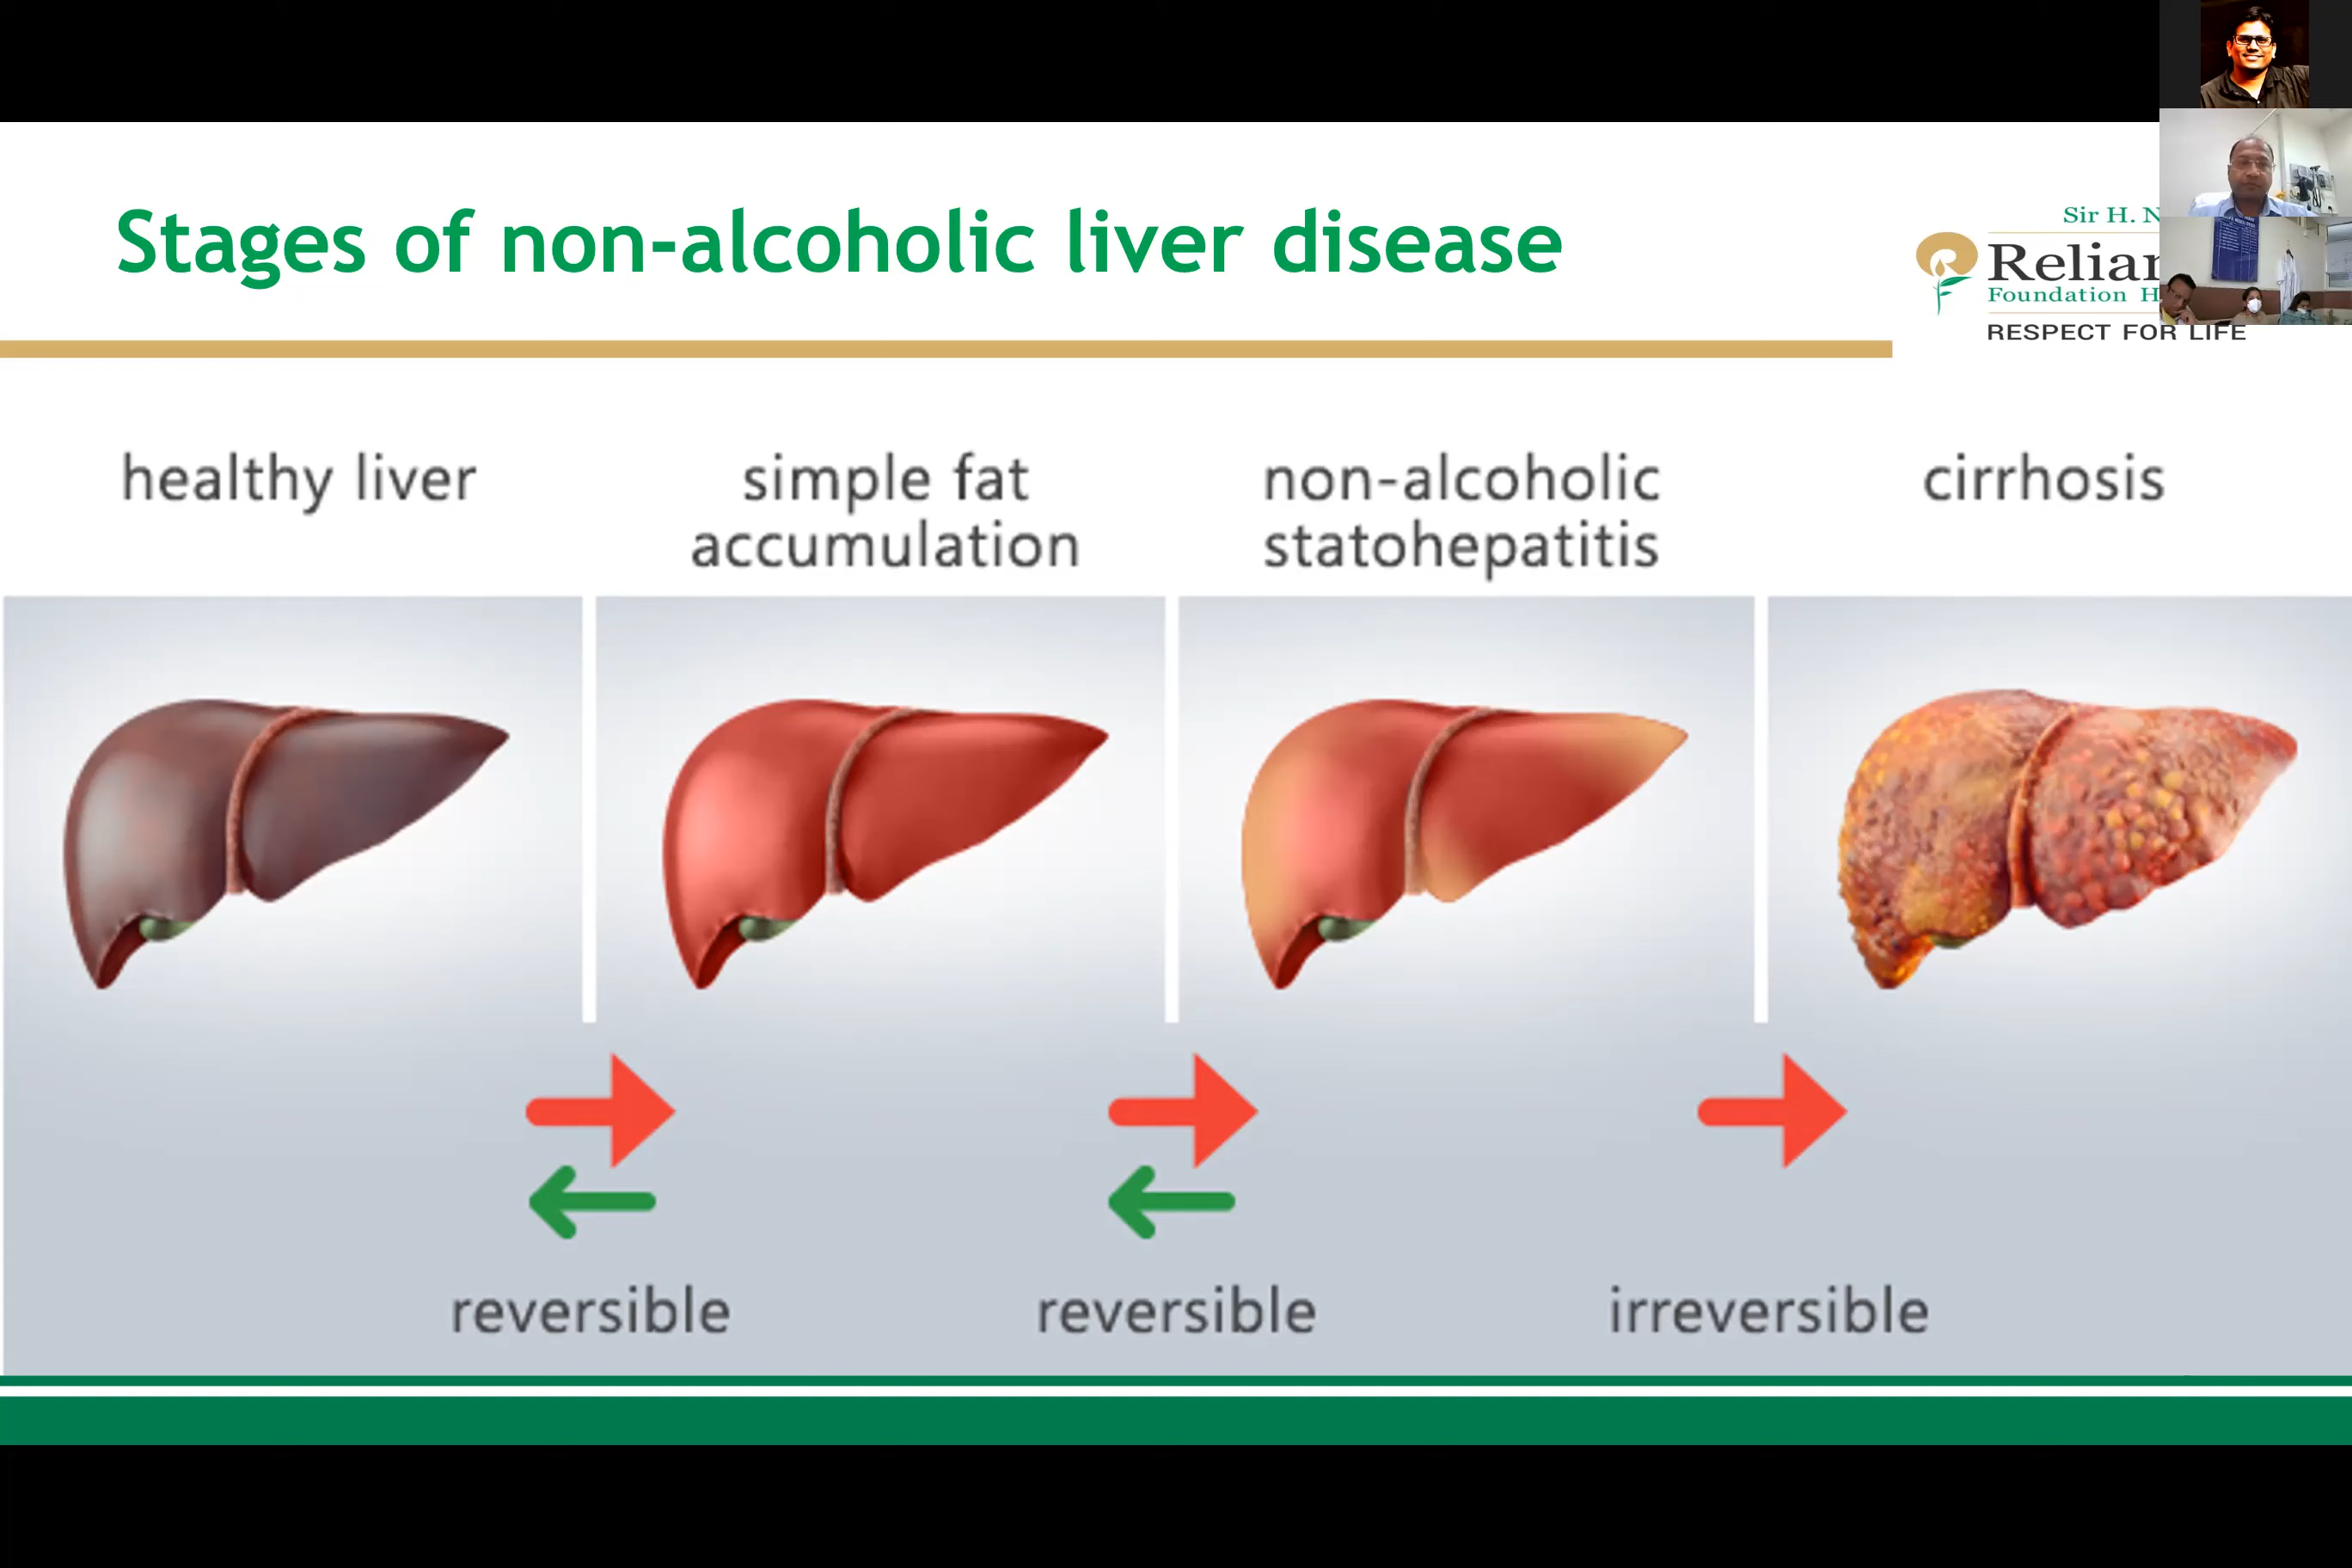 Stages of non-alcoholic liver disease
Sir H.
Foundation
RESPECT FOR LIFE
healthy liver
simple fat
accumulation
non-alcoholic
statohepatitis
cirrhosis
reversible
reversible
irreversible